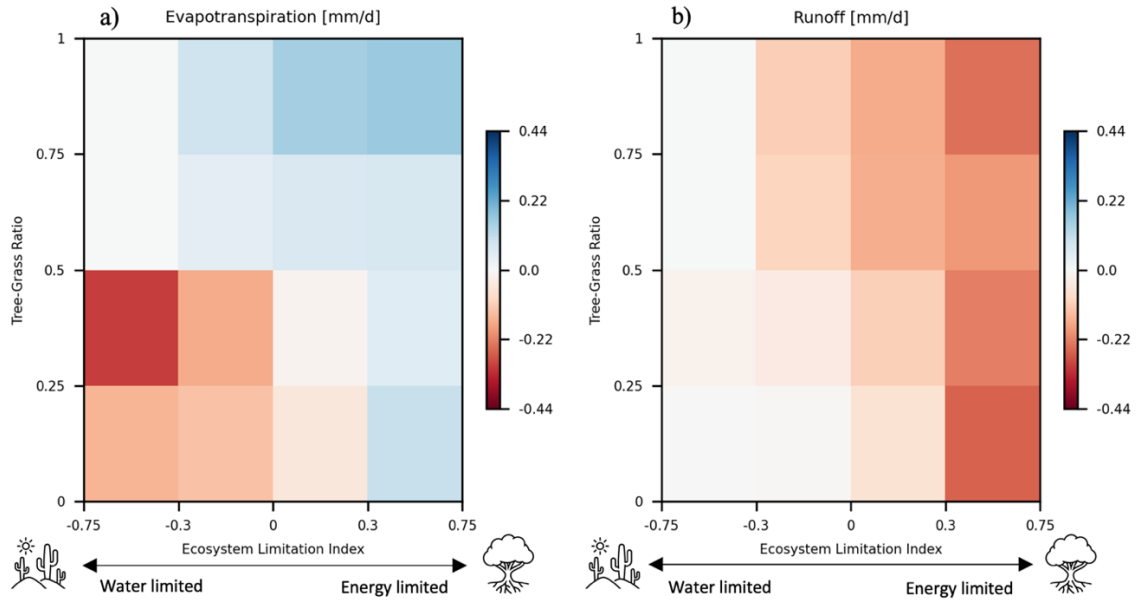 a) Evapotranspiration [mm/d]
1
0.75
0.5
0.25
0
Tree-Grass Ratio
-0.75 -0.3 0 0.3 0.75
Ecosystem Limitation Index
Water limited Energy limited
0.44
0.22
0.0
-0.22
-0.44
b) Runoff [mm/d]
1
0.75
0.5
0.25
0
Tree-Grass Ratio
-0.75 -0.3 0 0.3 0.75
Ecosystem Limitation Index
Water limited Energy limited
0.44
0.22
0.0
-0.22
-0.44